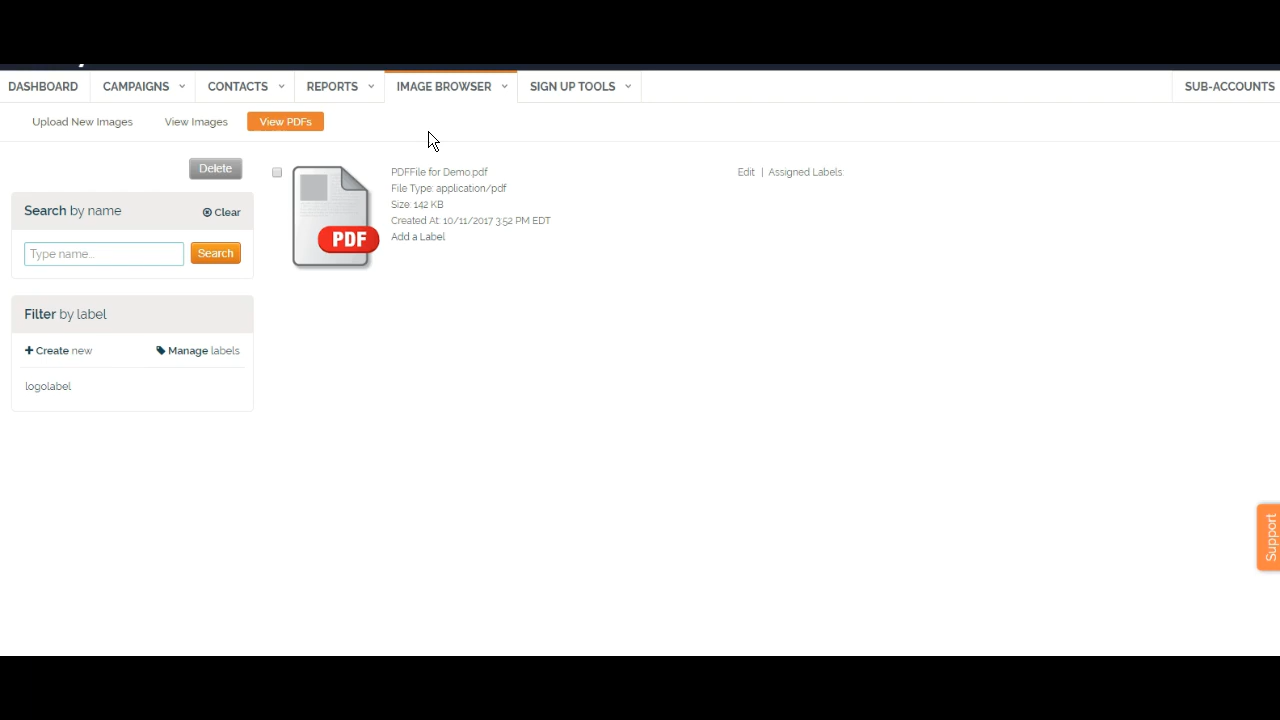 DASHBOARD CAMPAIGNS CONTACTS REPORTS IMAGE BROWSER SIGN UP TOOLS SUB-ACCOUNTS
Upload New Images View Images View PDFs
Delete
Search by name Clear
Type name... Search
Filter by label
Create new Manage labels
logolabel
PDF
PDFFile for Demo.pdf
File Type: application/pdf
Size: 142 KB
Created At: 10/11/2017 3:52 PM EDT
Add a Label
Edit | Assigned Labels:
Support